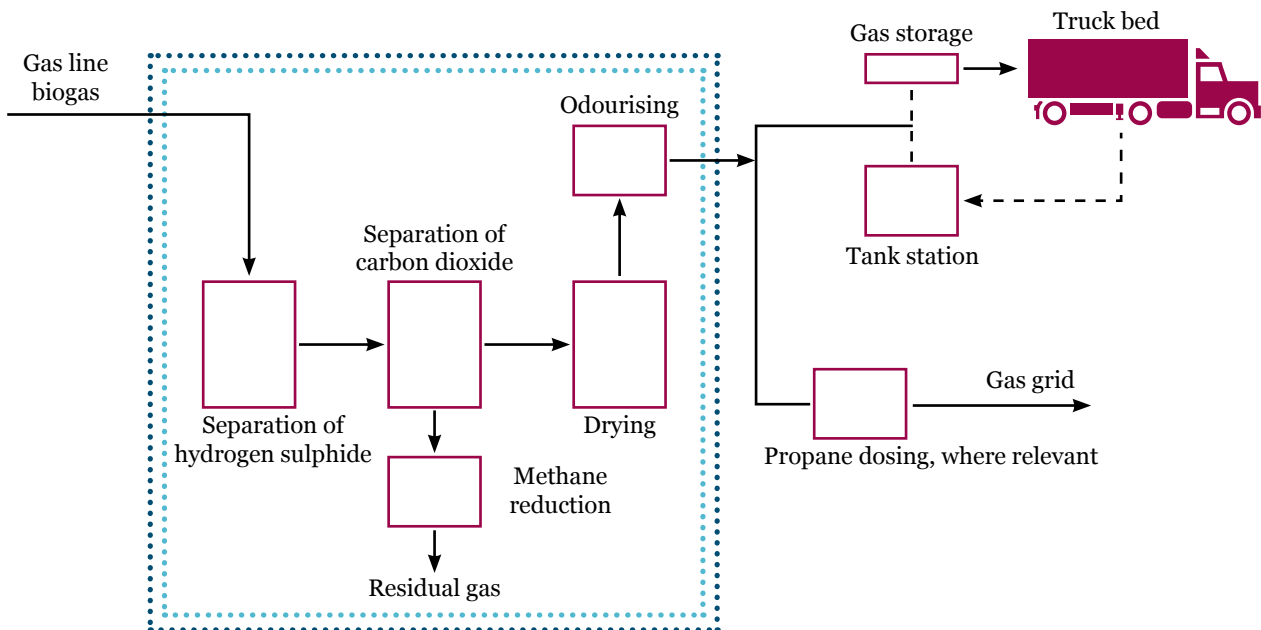 Gas line
biogas
Separation of
hydrogen sulphide
Separation of
carbon dioxide
Methane
reduction
Residual gas
Drying
Odourising
Gas storage
Truck bed
Tank station
Propane dosing, where relevant
Gas grid